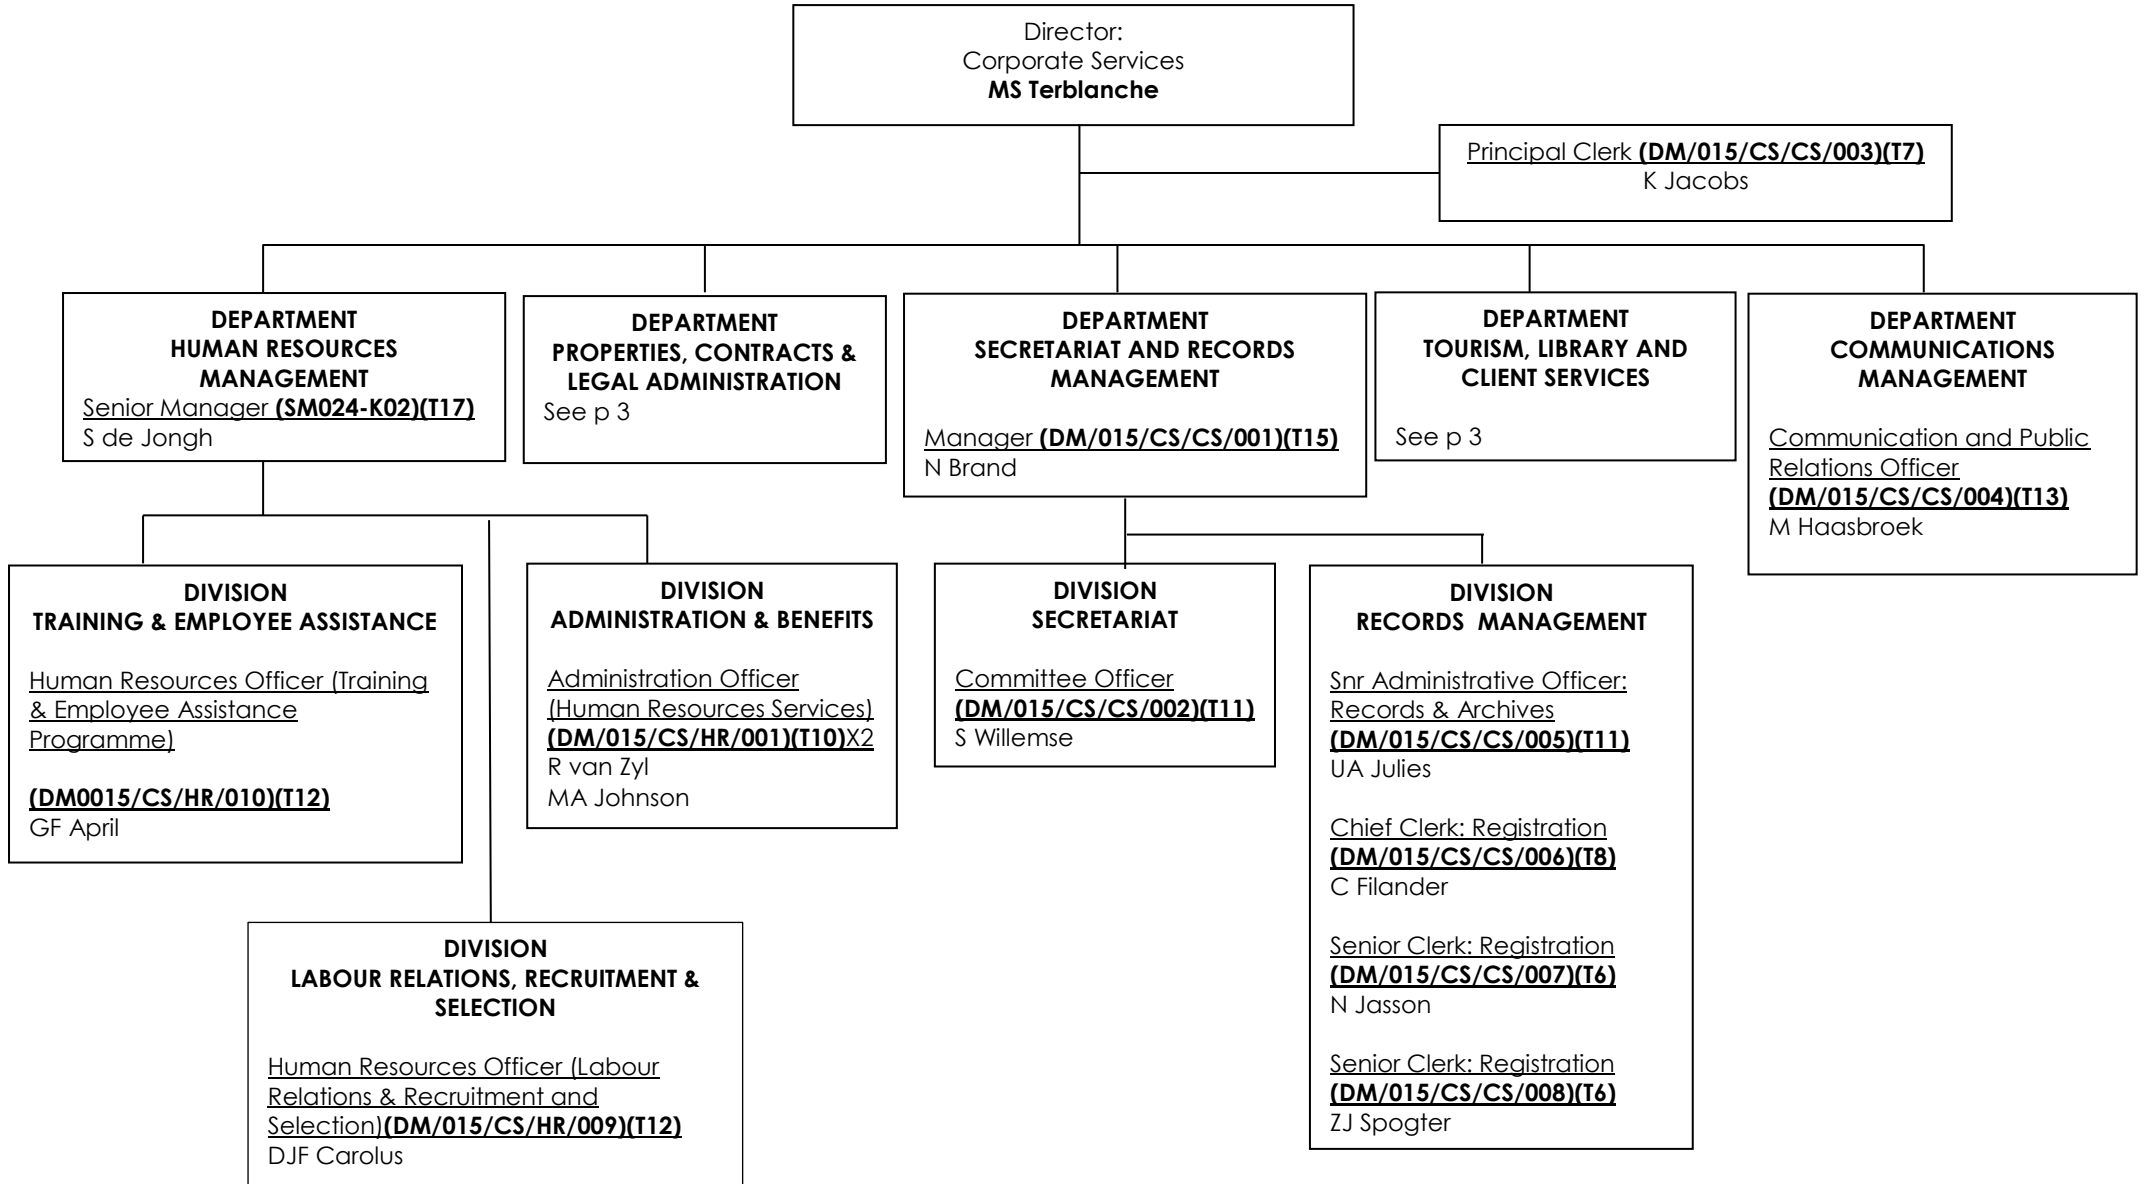 Director:
Corporate Services
MS Terblanche
Principal Clerk (DM/015/CS/CS/003)(T7)
K Jacobs
DEPARTMENT
HUMAN RESOURCES
MANAGEMENT
Senior Manager (SM024-K02)(T17)
S de Jongh
DEPARTMENT
PROPERTIES, CONTRACTS &
LEGAL ADMINISTRATION
See p 3
DEPARTMENT
SECRETARIAT AND RECORDS
MANAGEMENT
Manager (DM/015/CS/CS/001)(T15)
N Brand
DEPARTMENT
TOURISM, LIBRARY AND
CLIENT SERVICES
See p 3
DEPARTMENT
COMMUNICATIONS
MANAGEMENT
Communication and Public
Relations Officer
(DM/015/CS/CS/004)(T13)
M Haasbroek
DIVISION
TRAINING & EMPLOYEE ASSISTANCE
Human Resources Officer (Training
& Employee Assistance
Programme)
(DM0015/CS/HR/010)(T12)
GF April
DIVISION
ADMINISTRATION & BENEFITS
Administration Officer
(Human Resources Services)
(DM/015/CS/HR/001)(T10)X2
R van Zyl
MA Johnson
DIVISION
SECRETARIAT
Committee Officer
(DM/015/CS/CS/002)(T11)
S Willemse
DIVISION
RECORDS MANAGEMENT
Snr Administrative Officer:
Records & Archives
(DM/015/CS/CS/005)(T11)
UA Julies
Chief Clerk: Registration
(DM/015/CS/CS/006)(T8)
C Filander
Senior Clerk: Registration
(DM/015/CS/CS/007)(T6)
N Jasson
Senior Clerk: Registration
(DM/015/CS/CS/008)(T6)
ZJ Spogter
DIVISION
LABOUR RELATIONS, RECRUITMENT &
SELECTION
Human Resources Officer (Labour
Relations & Recruitment and
Selection)(DM/015/CS/HR/009)(T12)
DJF Carolus